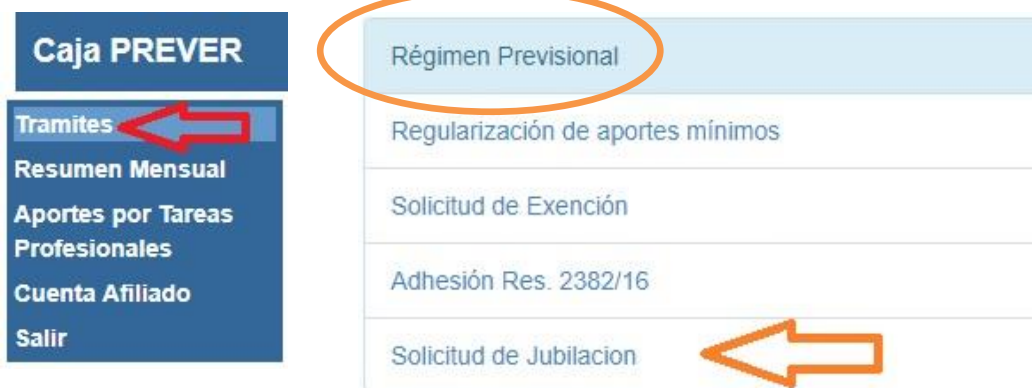 Caja PREVER
Tramites
Resumen Mensual
Aportes por Tareas
Profesionales
Cuenta Afiliado
Salir
Régimen Previsional
Regularización de aportes mínimos
Solicitud de Exención
Adhesión Res. 2382/16
Solicitud de Jubilacion